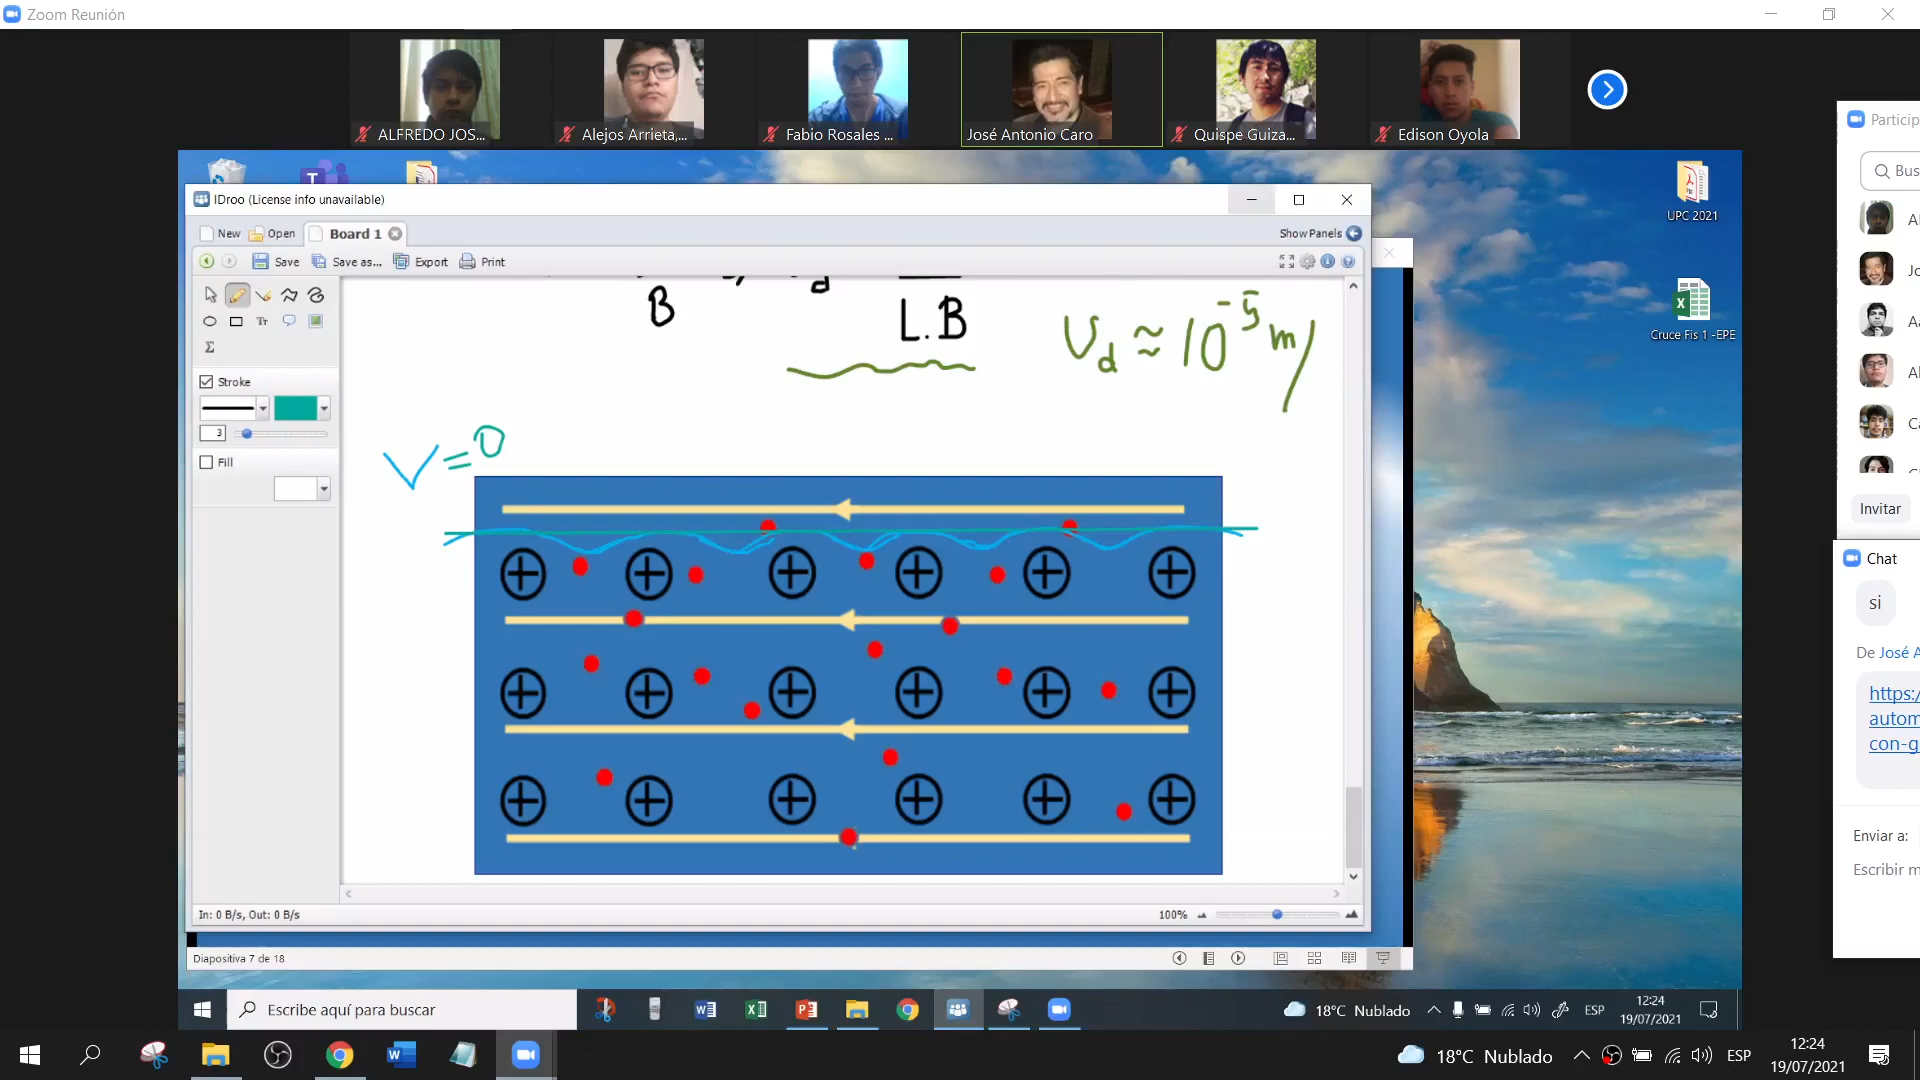 Zoom Reunión
ALFREDO JOS...
Alejos Arrieta,...
Fabio Rosales ...
José Antonio Caro
Quispe Guiza...
Edison Oyola
Particip
Bus
IDroo (License info unavailable)
New
Open
Board 1
Show Panels
Save
Save as...
Export
Print
Tr
Σ
Stroke
3
Fill
B
d
L.B
Vd ≈ 10⁻⁵ m/
V=0
In: 0 B/s, Out: 0 B/s
100%
Diapositiva 7 de 18
UPC 2021
Cruce Fis 1 -EPE
Invitar
Chat
si
De José A
https:/
autom
con-g
Enviar a:
Escribir m
Escribe aquí para buscar
18°C Nublado
ESP
12:24
19/07/2021
18°C Nublado
ESP
12:24
19/07/2021